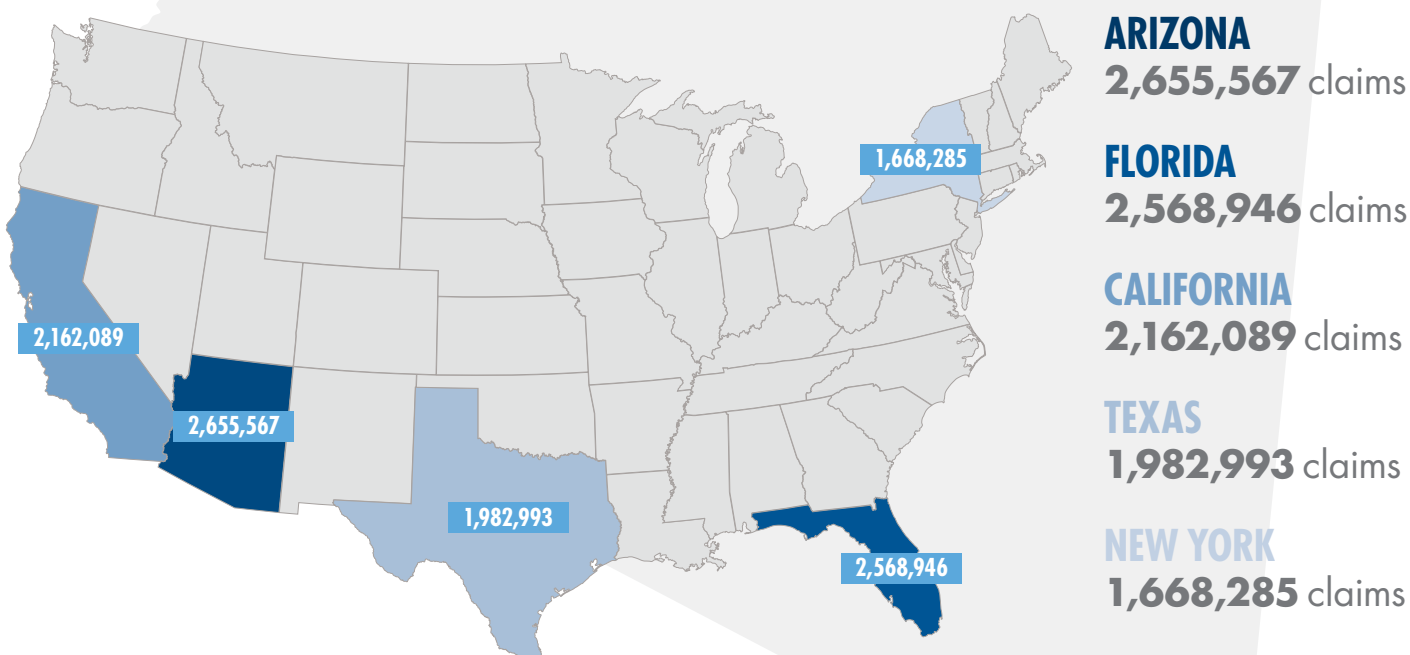 1,668,285
2,162,089
2,655,567
1,982,993
2,568,946
ARIZONA
2,655,567 claims
FLORIDA
2,568,946 claims
CALIFORNIA
2,162,089 claims
TEXAS
1,982,993 claims
NEW YORK
1,668,285 claims